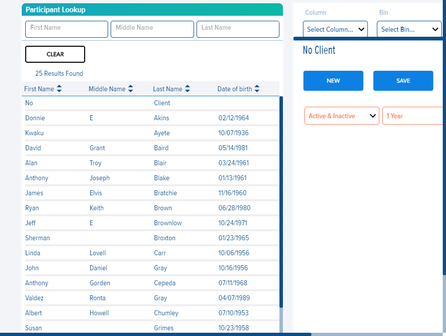 Participant Lookup
First Name Middle Name Last Name
CLEAR
25 Results Found
First Name Middle Name Last Name Date of birth
No Client
Donnie E Akins 02/12/1964
Kwaku Ayete 10/07/1936
David Grant Baird 05/14/1981
Alan Troy Blair 03/24/1961
Anthony Joseph Blake 01/13/1961
James Elvis Bratchie 11/16/1960
Ryan Keith Brown 06/28/1980
Jeff E Brownlow 10/24/1971
Sherman Broxton 01/23/1965
Linda Lovell Carr 10/06/1956
John Daniel Gray 10/16/1956
Anthony Gorden Cepeda 07/11/1968
Valdez Ronta Gray 04/07/1989
Albert Howell Chumley 07/10/1953
Susan Grimes 10/23/1958
Column Bin
Select Column... Select Bin...
No Client
NEW SAVE
Active & Inactive 1 Year